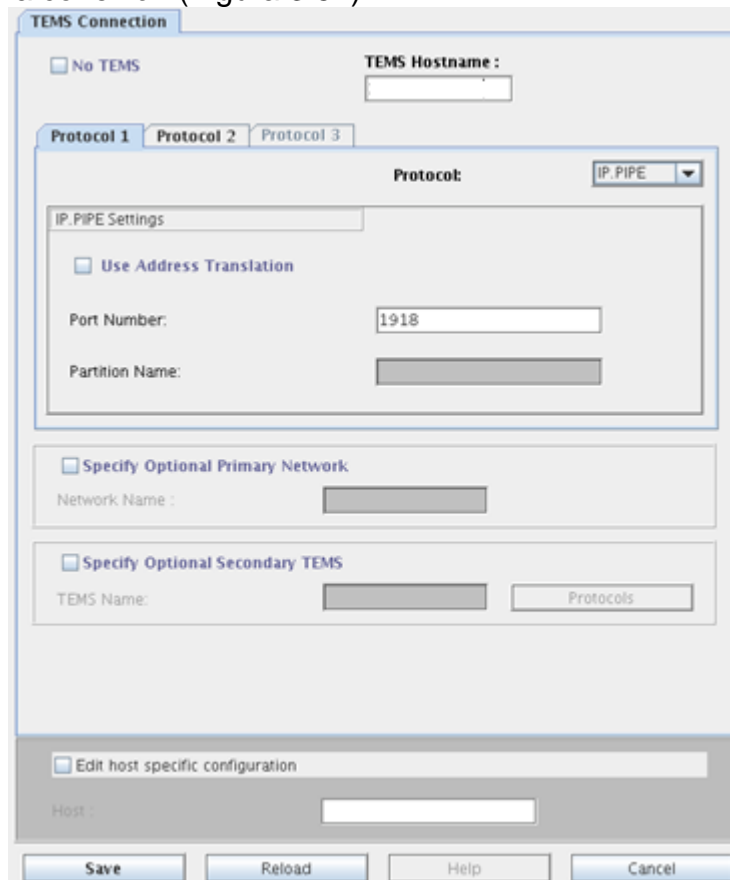 TEMS Connection
No TEMS
TEMS Hostname :
Protocol 1 Protocol 2 Protocol 3
Protocol: IP.PIPE
IP.PIPE Settings
Use Address Translation
Port Number: 1918
Partition Name:
Specify Optional Primary Network
Network Name :
Specify Optional Secondary TEMS
TEMS Name: Protocols
Edit host specific configuration
Host :
Save Reload Help Cancel